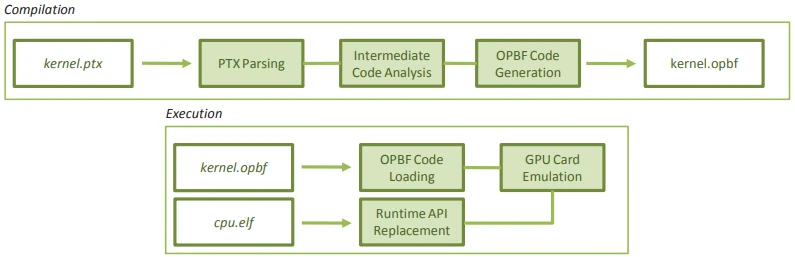 Compilation
kernel.ptx
PTX Parsing
Intermediate
Code Analysis
OPBF Code
Generation
kernel.opbf
Execution
kernel.opbf
OPBF Code
Loading
GPU Card
Emulation
cpu.elf
Runtime API
Replacement